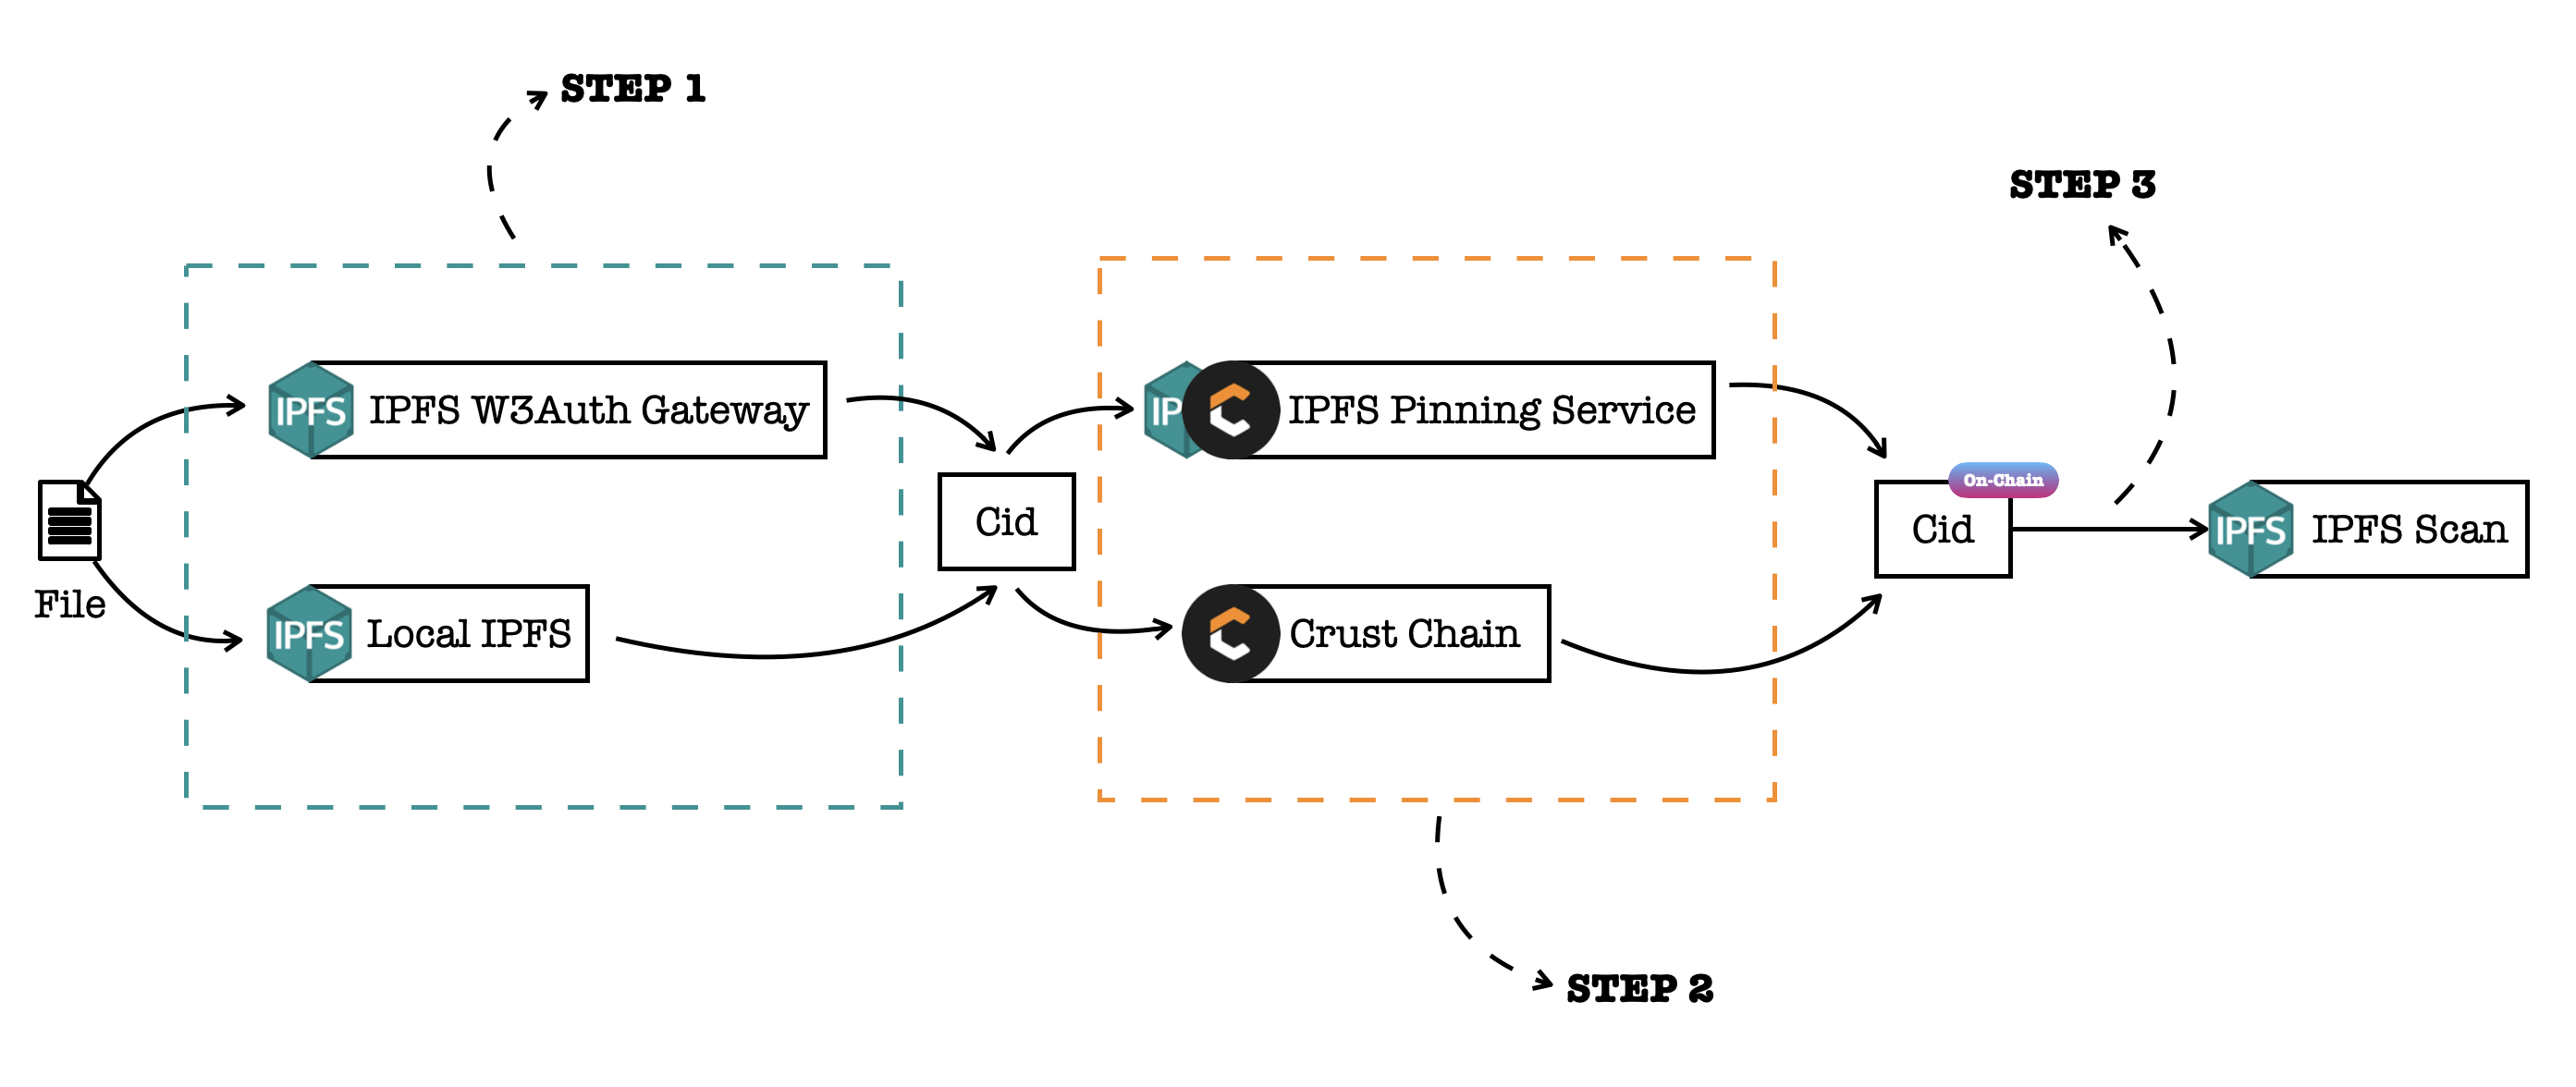 STEP 1
STEP 3
IPFS
IPFS W3Auth Gateway
IP
IPFS Pinning Service
File
Cid
On-Chain
Cid
IPFS
IPFS Scan
IPFS
Local IPFS
Crust Chain
STEP 2